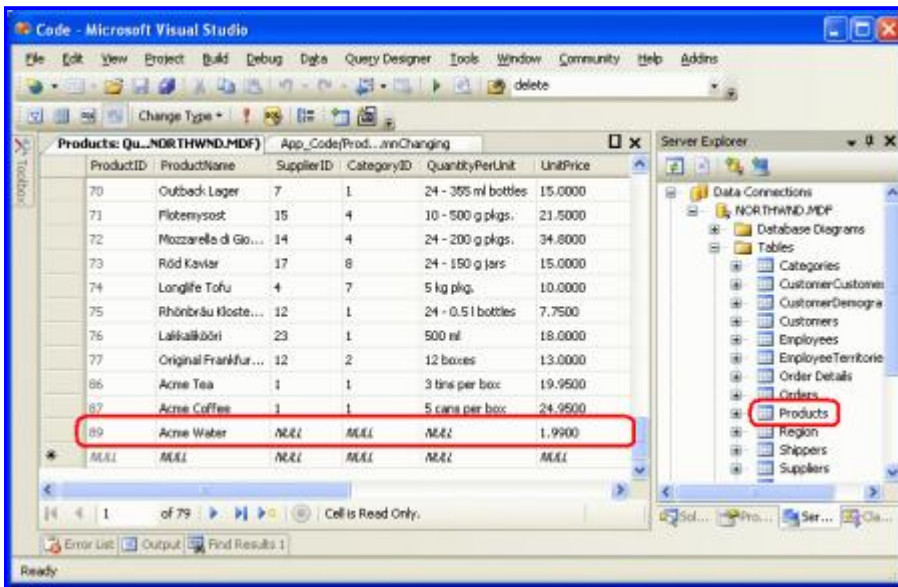 Code - Microsoft Visual Studio
File Edit View Project Build Debug Data Query Designer Tools Window Community Help Addins
delete
Change Type
Products: Qu...NORTHWND.MDF) App_Code/Prod...mnChanging
Toolbox
ProductID ProductName SupplierID CategoryID QuantityPerUnit UnitPrice
70 Outback Lager 7 1 24 - 355 ml bottles 15.0000
71 Flotemysost 15 4 10 - 500 g pkgs. 21.5000
72 Mozzarella di Gio... 14 4 24 - 200 g pkgs. 34.8000
73 Röd Kaviar 17 8 24 - 150 g jars 15.0000
74 Longlife Tofu 4 7 5 kg pkg. 10.0000
75 Rhönbräu Kloste... 12 1 24 - 0.5 l bottles 7.7500
76 Lakkalikööri 23 1 500 ml 18.0000
77 Original Frankfur... 12 2 12 boxes 13.0000
86 Acme Tea 1 1 3 tins per box 19.9500
87 Acme Coffee 1 1 5 cans per box 24.9500
89 Acme Water NULL NULL NULL 1.9900
NULL NULL NULL NULL NULL NULL
1 of 79 Cell is Read Only.
Server Explorer
Data Connections
NORTHWND.MDF
Database Diagrams
Tables
Categories
CustomerCustomer
CustomerDemogra
Customers
Employees
EmployeeTerritorie
Order Details
Orders
Products
Region
Shippers
Suppliers
Sol... Pro... Ser... Cla...
Error List Output Find Results 1
Ready